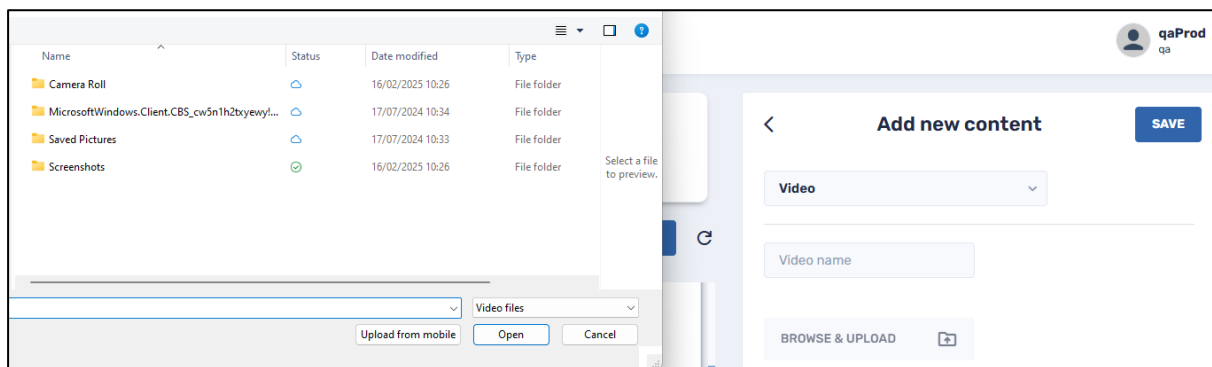 Name Status Date modified Type
Camera Roll 16/02/2025 10:26 File folder
MicrosoftWindows.Client.CBS_cw5n1h2txyewy!... 17/07/2024 10:34 File folder
Saved Pictures 17/07/2024 10:33 File folder
Screenshots 16/02/2025 10:26 File folder
Select a file
to preview.
Video files
Upload from mobile Open Cancel
qaProd
qa
Add new content SAVE
Video
Video name
BROWSE & UPLOAD